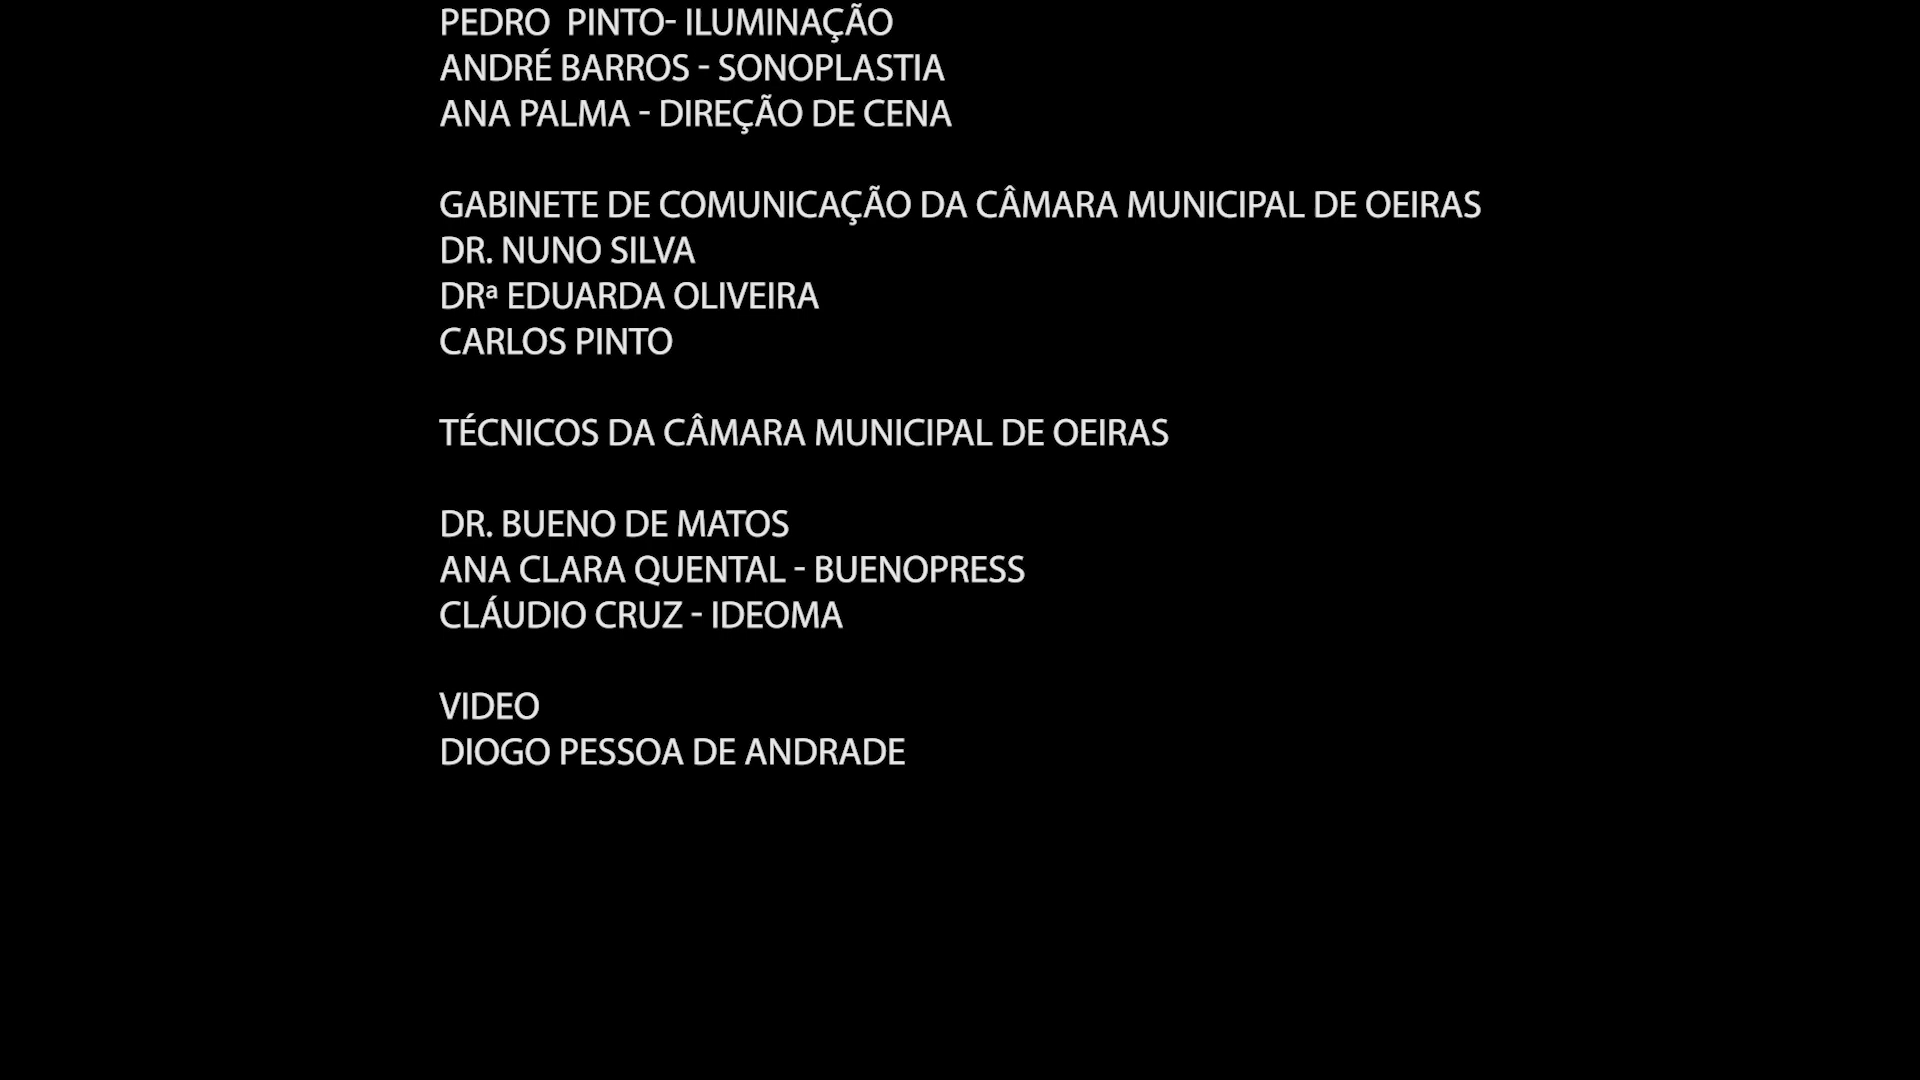 PEDRO  PINTO- ILUMINAÇÃO
ANDRÉ BARROS - SONOPLASTIA
ANA PALMA - DIREÇÃO DE CENA
GABINETE DE COMUNICAÇÃO DA CÂMARA MUNICIPAL DE OEIRAS
DR. NUNO SILVA
DRª EDUARDA OLIVEIRA
CARLOS PINTO
TÉCNICOS DA CÂMARA MUNICIPAL DE OEIRAS
DR. BUENO DE MATOS
ANA CLARA QUENTAL - BUENOPRESS
CLÁUDIO CRUZ - IDEOMA
VIDEO
DIOGO PESSOA DE ANDRADE